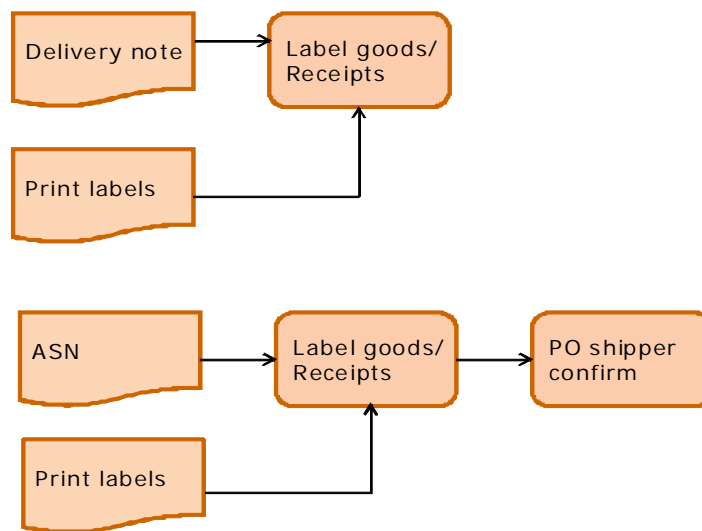 Delivery note
Label goods/
Receipts
Print labels
ASN
Label goods/
Receipts
PO shipper
confirm
Print labels